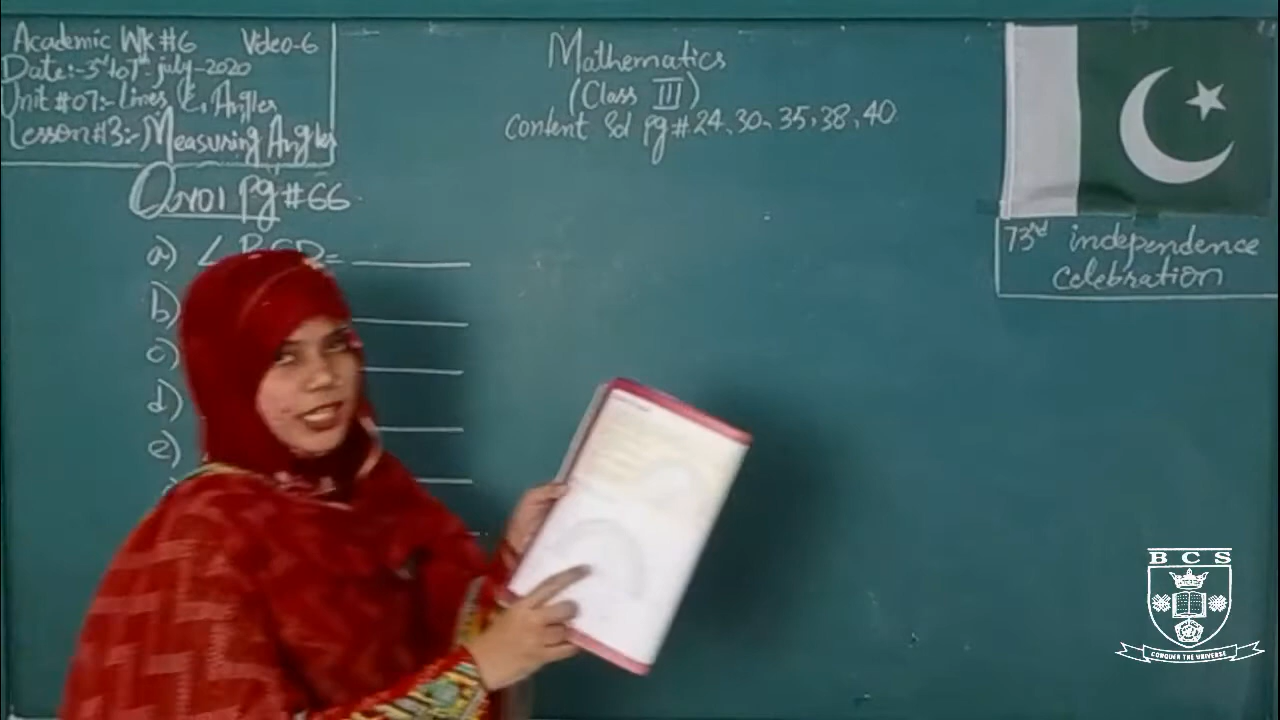 Academic WK #6 Video-6
Date:-3rd to 7th july-2020
Unit #07:- Lines & Angles
Lesson#3:-) Measuring Angles
Mathematics
(Class III)
content Sd pg#24, 30, 35, 38, 40
Q no1 pg #66
a) ∠ BCD=
b)
c)
d)
e)
73rd independence
celebration
BCS
CONQUER THE UNIVERSE